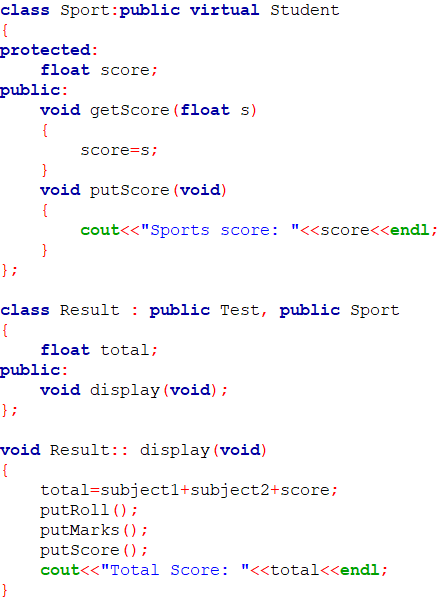 class Sport:public virtual Student
{
protected:
    float score;
public:
    void getScore(float s)
    {
        score=s;
    }
    void putScore(void)
    {
        cout<<"Sports score: "<<score<<endl;
    }
};

class Result : public Test, public Sport
{
    float total;
public:
    void display(void);
};

void Result:: display(void)
{
    total=subject1+subject2+score;
    putRoll();
    putMarks();
    putScore();
    cout<<"Total Score: "<<total<<endl;
}